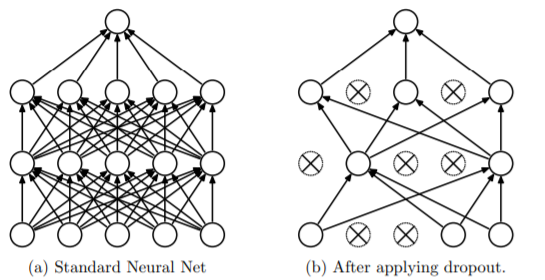 (a) Standard Neural Net
(b) After applying dropout.